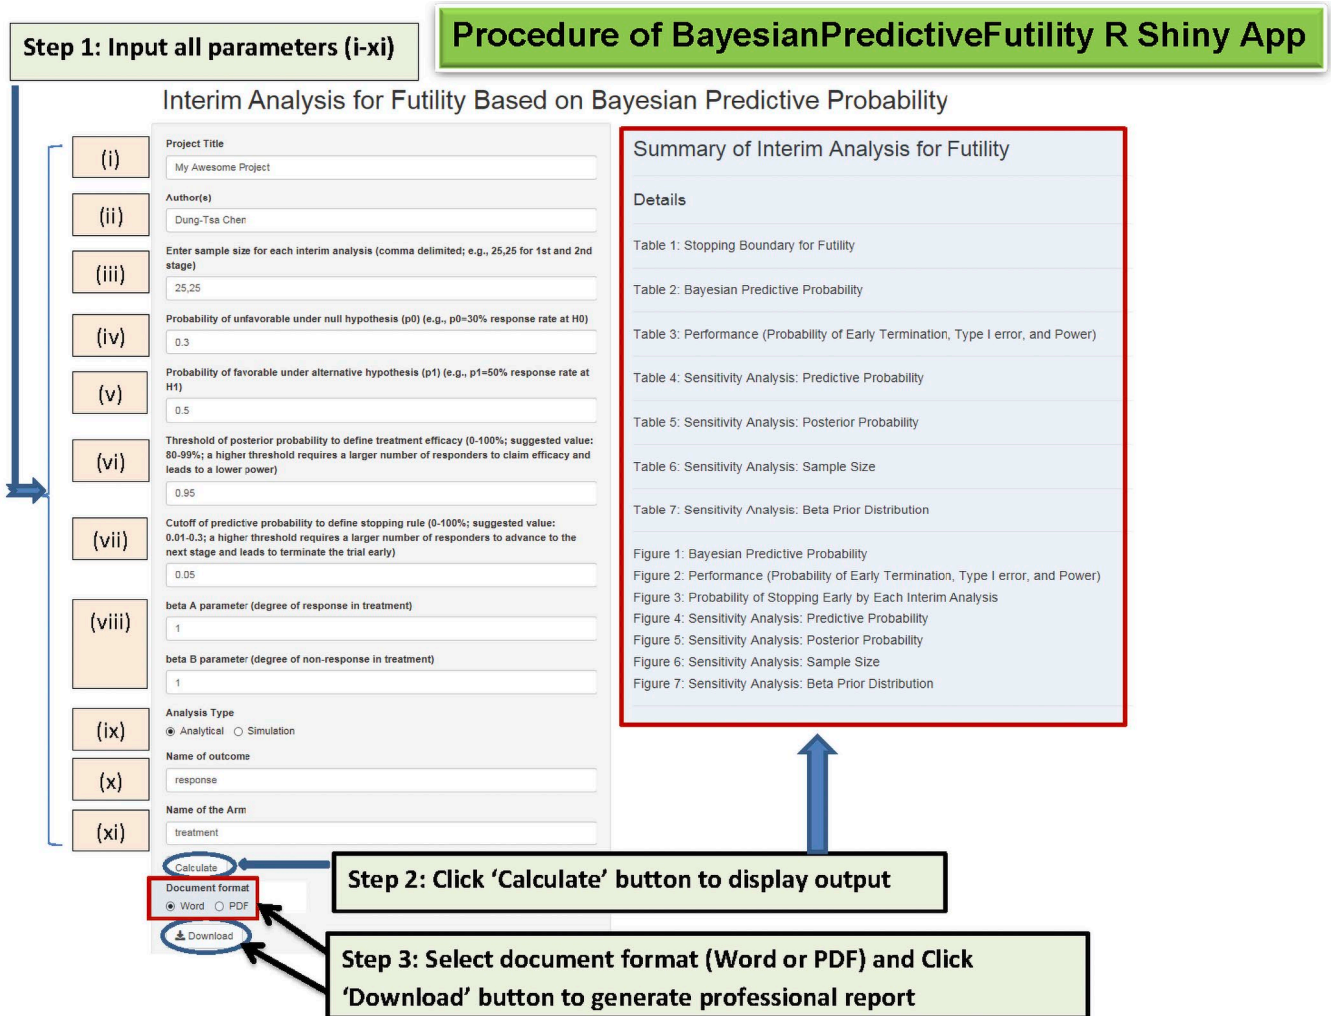 Step 1: Input all parameters (i-xi)
Procedure of BayesianPredictiveFutility R Shiny App
Interim Analysis for Futility Based on Bayesian Predictive Probability
(i)
Project Title
My Awesome Project
(ii)
Author(s)
Dung-Tsa Chen
(iii)
Enter sample size for each interim analysis (comma delimited; e.g., 25,25 for 1st and 2nd
stage)
25,25
(iv)
Probability of unfavorable under null hypothesis (p0) (e.g., p0=30% response rate at H0)
0.3
(v)
Probability of favorable under alternative hypothesis (p1) (e.g., p1=50% response rate at
H1)
0.5
(vi)
Threshold of posterior probability to define treatment efficacy (0-100%; suggested value:
80-99%; a higher threshold requires a larger number of responders to claim efficacy and
leads to a lower power)
0.95
(vii)
Cutoff of predictive probability to define stopping rule (0-100%; suggested value:
0.01-0.3; a higher threshold requires a larger number of responders to advance to the
next stage and leads to terminate the trial early)
0.05
(viii)
beta A parameter (degree of response in treatment)
1
beta B parameter (degree of non-response in treatment)
1
(ix)
Analysis Type
Analytical Simulation
(x)
Name of outcome
response
(xi)
Name of the Arm
treatment
Calculate
Document format
Word PDF
Download
Summary of Interim Analysis for Futility
Details
Table 1: Stopping Boundary for Futility
Table 2: Bayesian Predictive Probability
Table 3: Performance (Probability of Early Termination, Type I error, and Power)
Table 4: Sensitivity Analysis: Predictive Probability
Table 5: Sensitivity Analysis: Posterior Probability
Table 6: Sensitivity Analysis: Sample Size
Table 7: Sensitivity Analysis: Beta Prior Distribution
Figure 1: Bayesian Predictive Probability
Figure 2: Performance (Probability of Early Termination, Type I error, and Power)
Figure 3: Probability of Stopping Early by Each Interim Analysis
Figure 4: Sensitivity Analysis: Predictive Probability
Figure 5: Sensitivity Analysis: Posterior Probability
Figure 6: Sensitivity Analysis: Sample Size
Figure 7: Sensitivity Analysis: Beta Prior Distribution
Step 2: Click ‘Calculate’ button to display output
Step 3: Select document format (Word or PDF) and Click
‘Download’ button to generate professional report